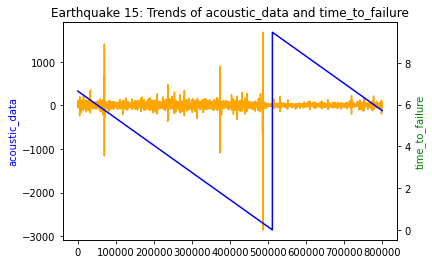 Earthquake 15: Trends of acoustic_data and time_to_failure
1000
0
−1000
−2000
−3000
acoustic_data
8
6
4
2
0
time_to_failure
0 100000 200000 300000 400000 500000 600000 700000 800000